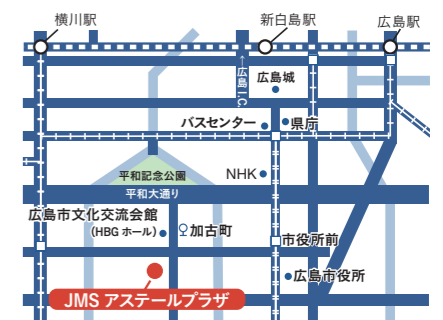 横川駅
新白島駅
広島駅
←広島I.C.
広島城
バスセンター
県庁
平和記念公園
NHK
平和大通り
広島市文化交流会館
(HBG ホール)
加古町
市役所前
広島市役所
JMS アステールプラザ